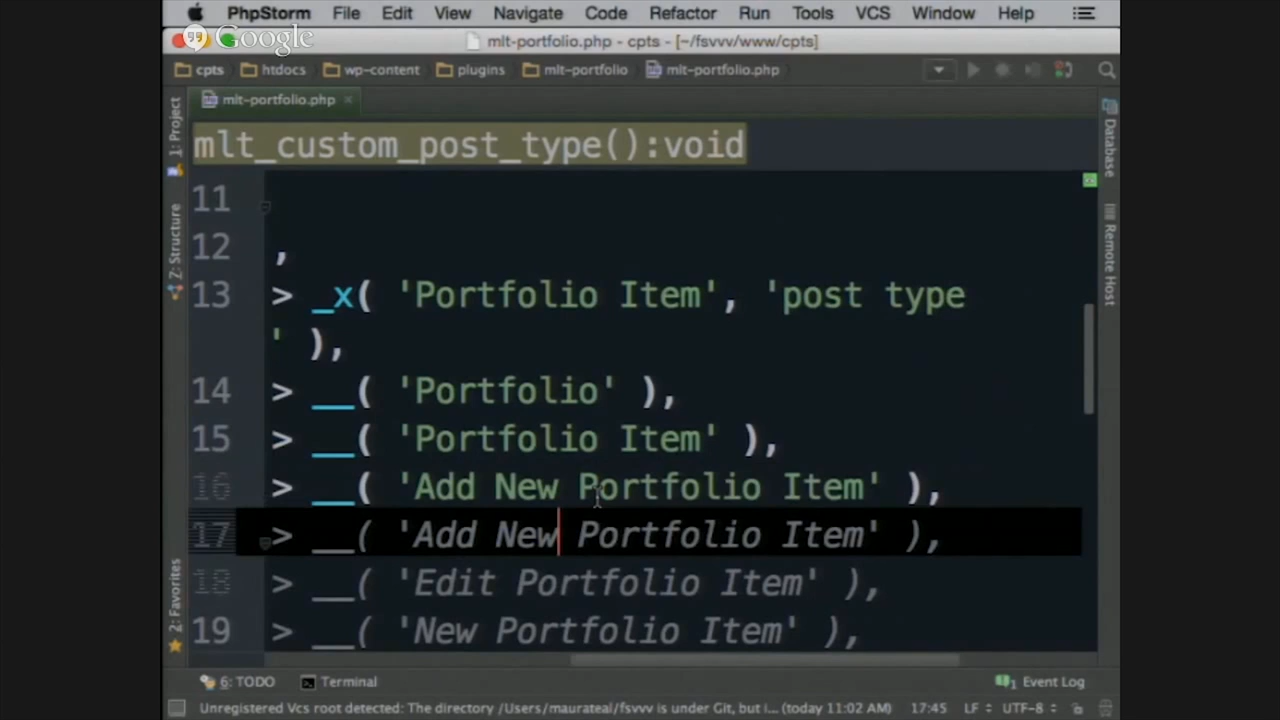 PhpStorm File Edit View Navigate Code Refactor Run Tools VCS Window Help
Google
mlt-portfolio.php - cpts - [~/fsvvv/www/cpts]
cpts htdocs wp-content plugins mlt-portfolio mlt-portfolio.php
mlt-portfolio.php
1: Project
Z: Structure
2: Favorites
Database
Remote Host
mlt_custom_post_type():void
11
12 ,
13 > _x( 'Portfolio Item', 'post type
' ),
14 > __( 'Portfolio' ),
15 > __( 'Portfolio Item' ),
16 > __( 'Add New Portfolio Item' ),
17 > __( 'Add New Portfolio Item' ),
18 > __( 'Edit Portfolio Item' ),
19 > __( 'New Portfolio Item' ),
6: TODO Terminal 1 Event Log
Unregistered Vcs root detected: The directory /Users/maurateal/fsvvv is under Git, but i... (today 11:02 AM) 17:45 LF UTF-8